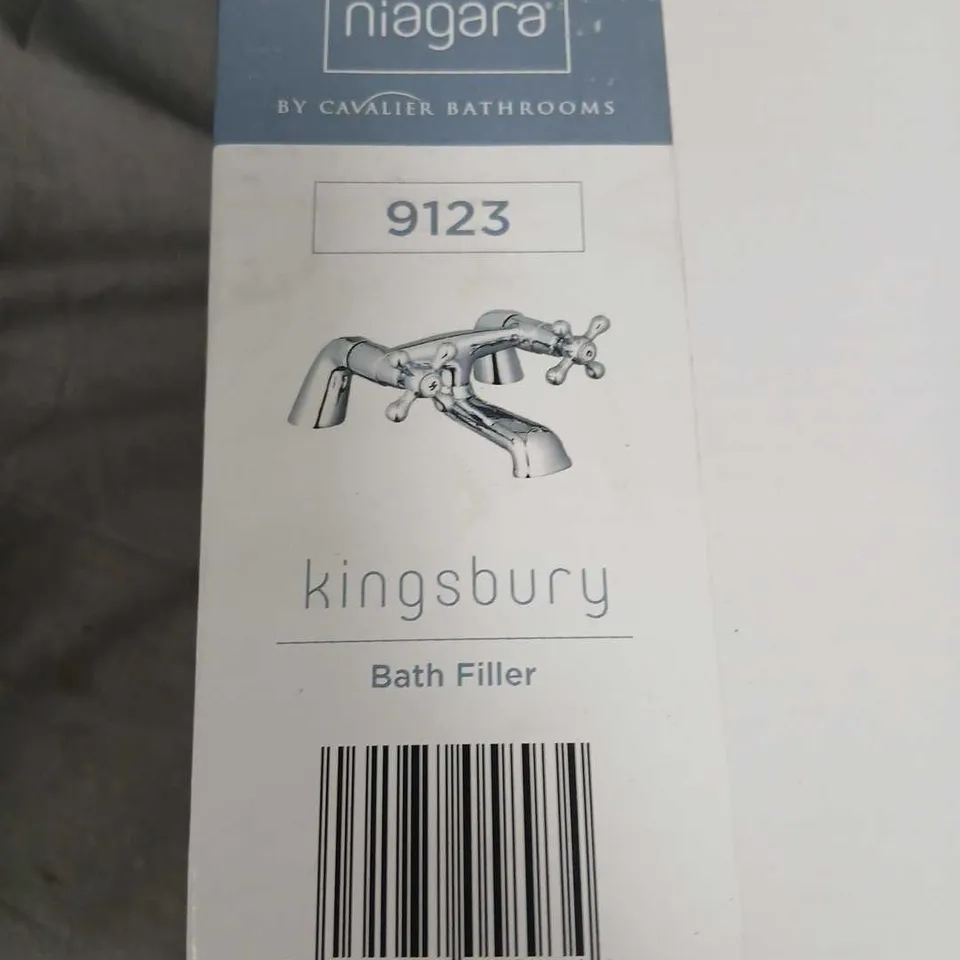 niagara
BY CAVALIER BATHROOMS
9123
kingsbury
Bath Filler